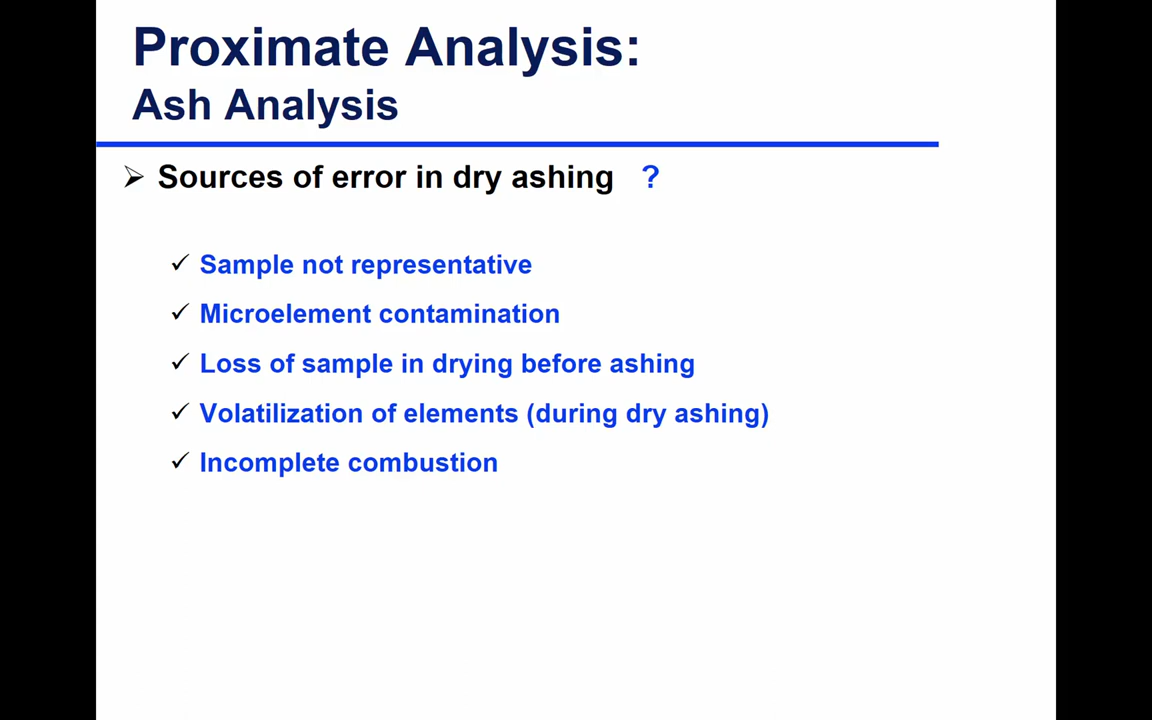 Proximate Analysis:
Ash Analysis
➢ Sources of error in dry ashing ?
✓ Sample not representative
✓ Microelement contamination
✓ Loss of sample in drying before ashing
✓ Volatilization of elements (during dry ashing)
✓ Incomplete combustion